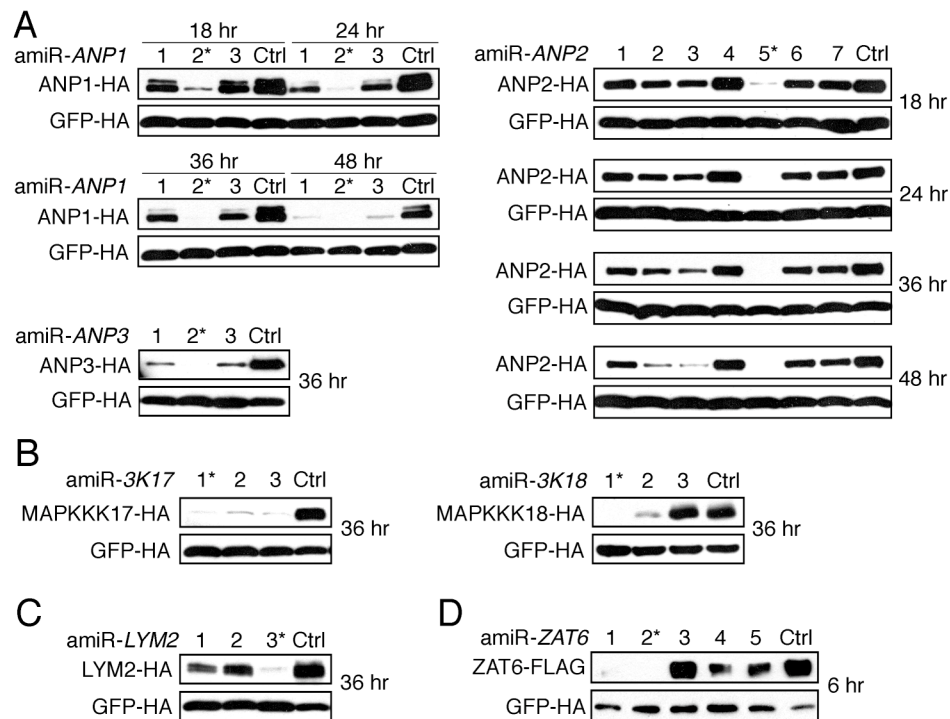 A
18 hr 24 hr
amiR-ANP1 1 2* 3 Ctrl 1 2* 3 Ctrl
ANP1-HA
GFP-HA
36 hr 48 hr
amiR-ANP1 1 2* 3 Ctrl 1 2* 3 Ctrl
ANP1-HA
GFP-HA
amiR-ANP3 1 2* 3 Ctrl
ANP3-HA
36 hr
GFP-HA
amiR-ANP2 1 2 3 4 5* 6 7 Ctrl
ANP2-HA
18 hr
GFP-HA
ANP2-HA
24 hr
GFP-HA
ANP2-HA
36 hr
GFP-HA
ANP2-HA
48 hr
GFP-HA
B
amiR-3K17 1* 2 3 Ctrl
MAPKKK17-HA
36 hr
GFP-HA
amiR-3K18 1* 2 3 Ctrl
MAPKKK18-HA
36 hr
GFP-HA
C
amiR-LYM2 1 2 3* Ctrl
LYM2-HA
36 hr
GFP-HA
D
amiR-ZAT6 1 2* 3 4 5 Ctrl
ZAT6-FLAG
6 hr
GFP-HA